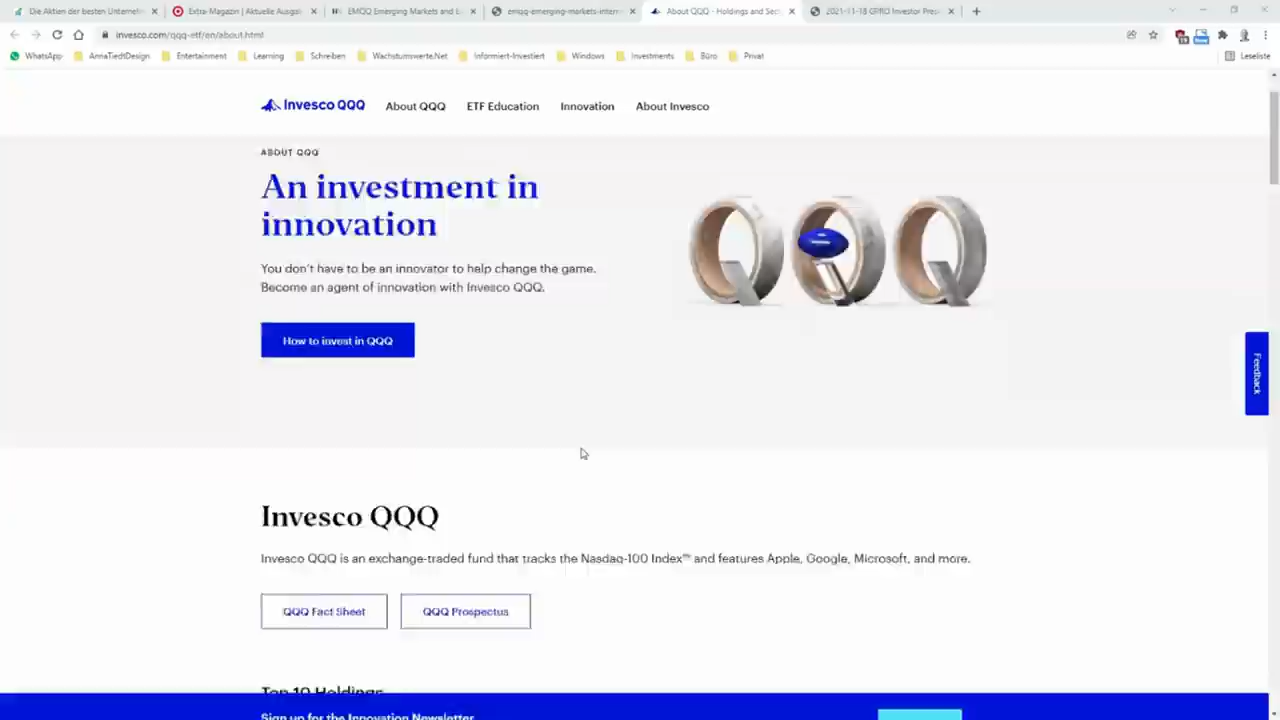 Die Aktien der besten Unterneh
Extra-Magazin | Aktuelle Ausgab
EMQQ Emerging Markets and E
emqq-emerging-markets-intern
About QQQ - Holdings and Sec
2021-11-18 GPRO Investor Pres
invesco.com/qqq-etf/en/about.html
WhatsApp
AnnaTiedtDesign
Entertainment
Learning
Schreiben
Wachstumswerte.Net
Informiert-Investiert
Windows
Investments
Büro
Privat
Leseliste
Invesco QQQ
About QQQ
ETF Education
Innovation
About Invesco
ABOUT QQQ
An investment in
innovation
You don't have to be an innovator to help change the game.
Become an agent of innovation with Invesco QQQ.
How to invest in QQQ
QQQ
Feedback
Invesco QQQ
Invesco QQQ is an exchange-traded fund that tracks the Nasdaq-100 Index™ and features Apple, Google, Microsoft, and more.
QQQ Fact Sheet
QQQ Prospectus
Top 10 Holdings
Sign up for the Innovation Newsletter